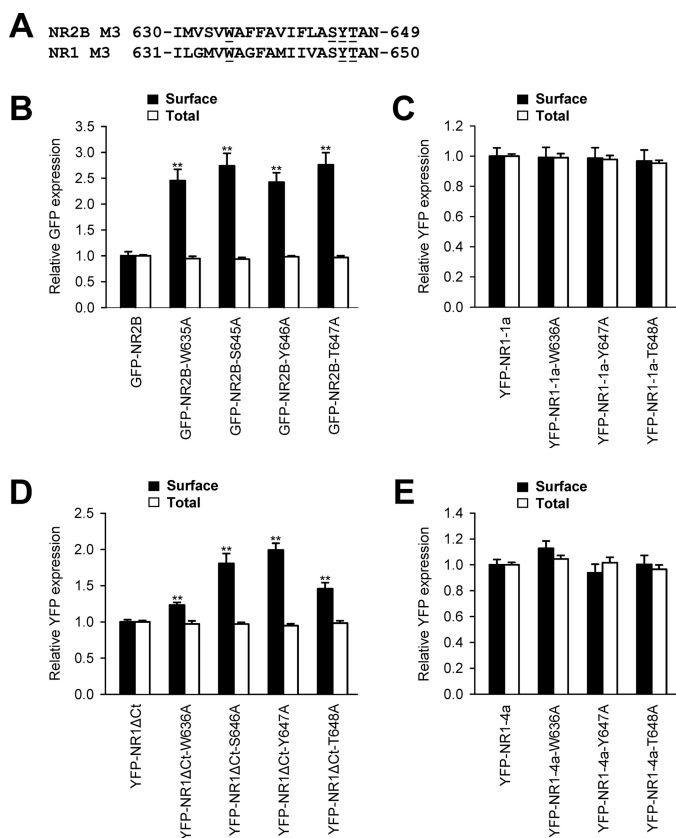 A
NR2B M3 630-IMVSVWAFFAVIFLASYTAN-649
NR1 M3 631-ILGMVWAGFAMIIVASYTAN-650
B
Surface
Total
Relative GFP expression
3.5
3.0
2.5
2.0
1.5
1.0
0.5
0.0
**
**
**
**
GFP-NR2B
GFP-NR2B-W635A
GFP-NR2B-S645A
GFP-NR2B-Y646A
GFP-NR2B-T647A
C
Surface
Total
Relative YFP expression
1.2
1.0
0.8
0.6
0.4
0.2
0.0
YFP-NR1-1a
YFP-NR1-1a-W636A
YFP-NR1-1a-Y647A
YFP-NR1-1a-T648A
D
Surface
Total
Relative YFP expression
2.5
2.0
1.5
1.0
0.5
0.0
**
**
**
**
YFP-NR1ΔCt
YFP-NR1ΔCt-W636A
YFP-NR1ΔCt-S646A
YFP-NR1ΔCt-Y647A
YFP-NR1ΔCt-T648A
E
Surface
Total
Relative YFP expression
1.4
1.2
1.0
0.8
0.6
0.4
0.2
0.0
YFP-NR1-4a
YFP-NR1-4a-W636A
YFP-NR1-4a-Y647A
YFP-NR1-4a-T648A